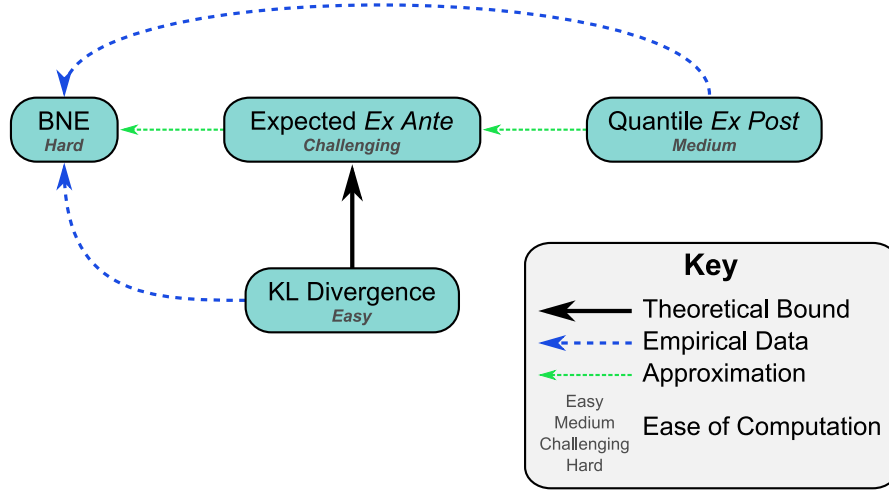 BNE
Hard
Expected Ex Ante
Challenging
Quantile Ex Post
Medium
KL Divergence
Easy
Key
Theoretical Bound
Empirical Data
Approximation
Easy
Medium
Challenging
Hard
Ease of Computation